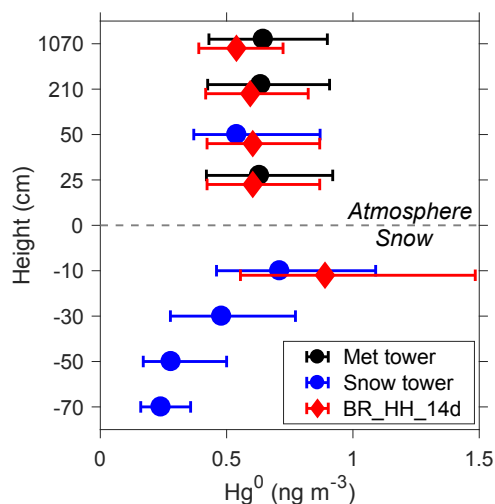 1070
210
50
25
0
-10
-30
-50
-70
Height (cm)
Atmosphere
Snow
Met tower
Snow tower
BR_HH_14d
0 0.5 1 1.5
Hg⁰ (ng m⁻³)